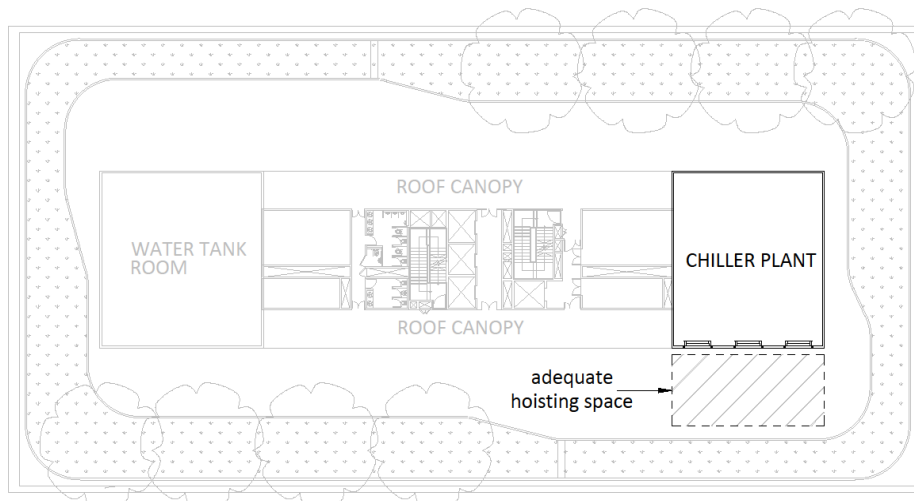 ROOF CANOPY
WATER TANK
ROOM
CHILLER PLANT
ROOF CANOPY
adequate
hoisting space